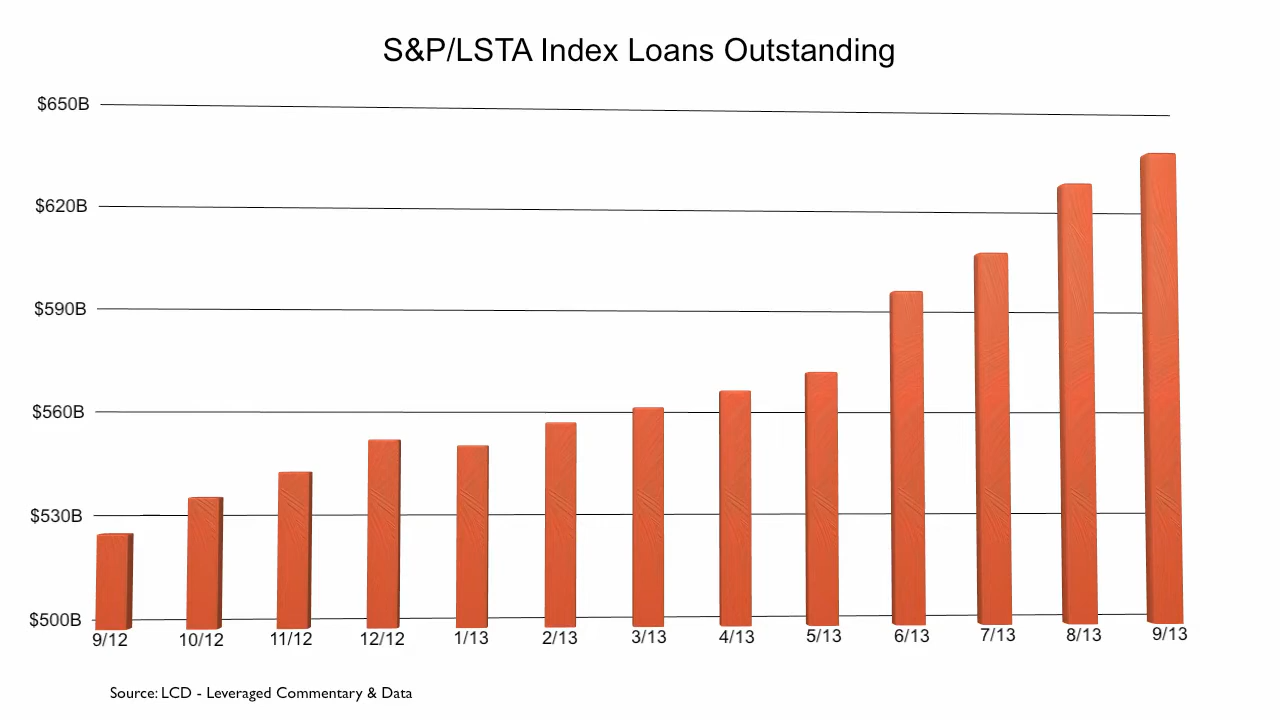 S&P/LSTA Index Loans Outstanding
$650B
$620B
$590B
$560B
$530B
$500B
9/12 10/12 11/12 12/12 1/13 2/13 3/13 4/13 5/13 6/13 7/13 8/13 9/13
Source: LCD - Leveraged Commentary & Data